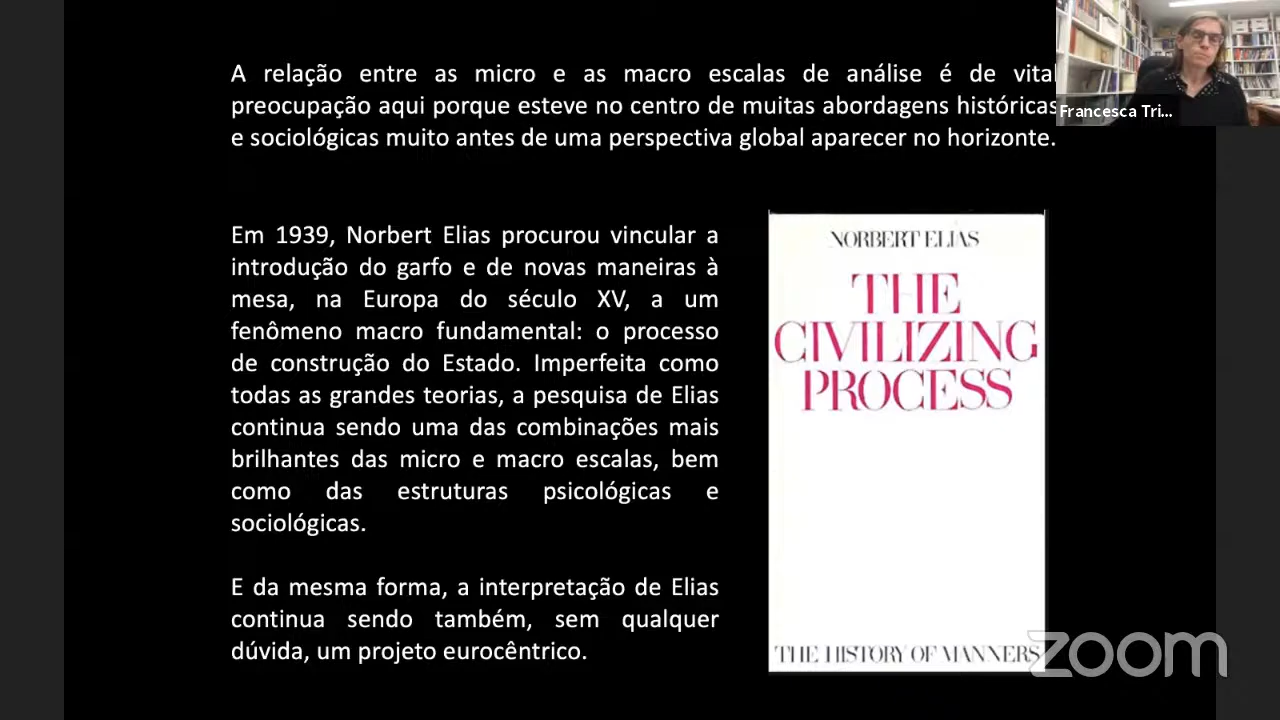 A relação entre as micro e as macro escalas de análise é de vital
preocupação aqui porque esteve no centro de muitas abordagens históricas
e sociológicas muito antes de uma perspectiva global aparecer no horizonte.
Francesca Tri...
Em 1939, Norbert Elias procurou vincular a
introdução do garfo e de novas maneiras à
mesa, na Europa do século XV, a um
fenômeno macro fundamental: o processo
de construção do Estado. Imperfeita como
todas as grandes teorias, a pesquisa de Elias
continua sendo uma das combinações mais
brilhantes das micro e macro escalas, bem
como das estruturas psicológicas e
sociológicas.
E da mesma forma, a interpretação de Elias
continua sendo também, sem qualquer
dúvida, um projeto eurocêntrico.
NORBERT ELIAS
THE
CIVILIZING
PROCESS
THE HISTORY OF MANNERS
zoom